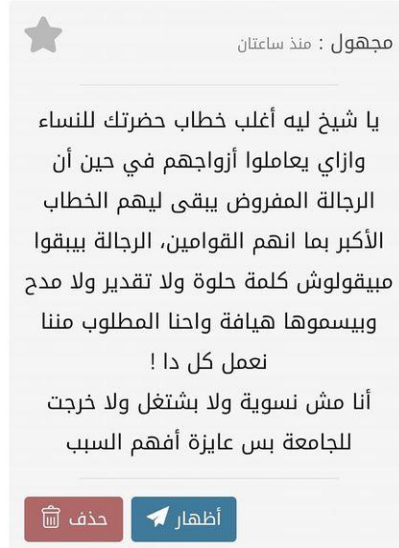 مجهول : منذ ساعتان
يا شيخ ليه أغلب خطاب حضرتك للنساء
وازاي يعاملوا أزواجهم في حين أن
الرجالة المفروض يبقى ليهم الخطاب
الأكبر بما انهم القوامين، الرجالة بيبقوا
مبيقولوش كلمة حلوة ولا تقدير ولا مدح
وبيسموها هيافة واحنا المطلوب مننا
نعمل كل دا !
أنا مش نسوية ولا بشتغل ولا خرجت
للجامعة بس عايزة أفهم السبب
أظهار
حذف